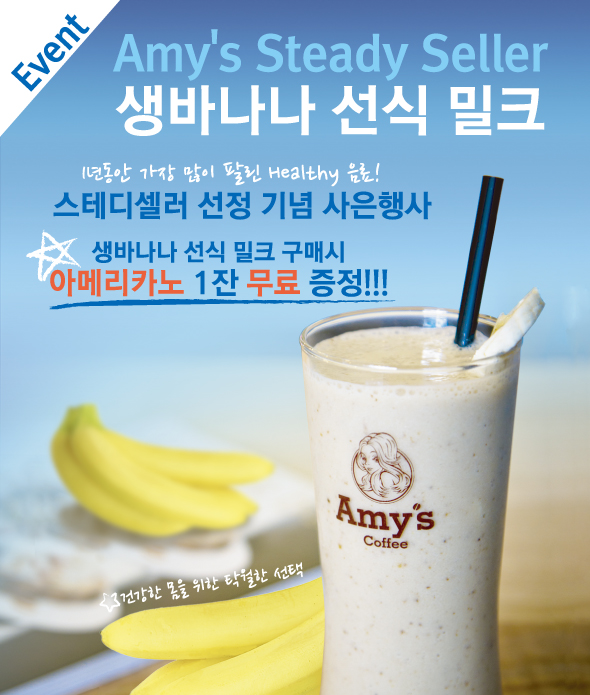 Event
Amy's Steady Seller
생바나나 선식 밀크
1년동안 가장 많이 팔린 Healthy 음료!
스테디셀러 선정 기념 사은행사
생바나나 선식 밀크 구매시
아메리카노 1잔 무료 증정!!!
Amy's
Coffee
건강한 몸을 위한 탁월한 선택